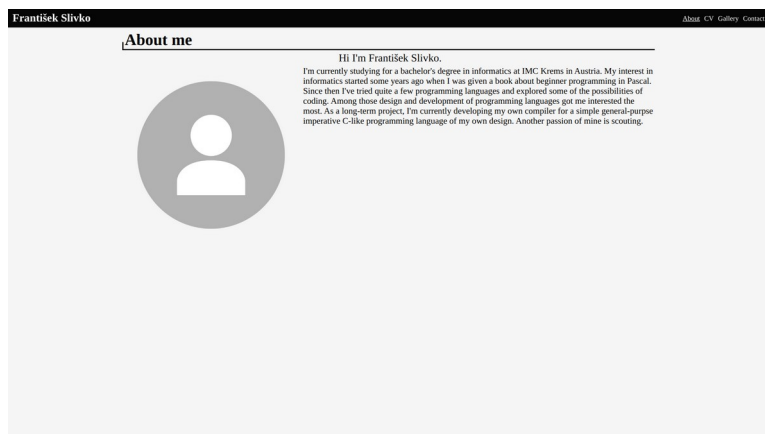 František Slivko
About CV Gallery Contact
About me
Hi I'm František Slivko.
I'm currently studying for a bachelor's degree in informatics at IMC Krems in Austria. My interest in
informatics started some years ago when I was given a book about beginner programming in Pascal.
Since then I've tried quite a few programming languages and explored some of the possibilities of
coding. Among those design and development of programming languages got me interested the
most. As a long-term project, I'm currently developing my own compiler for a simple general-purpse
imperative C-like programming language of my own design. Another passion of mine is scouting.